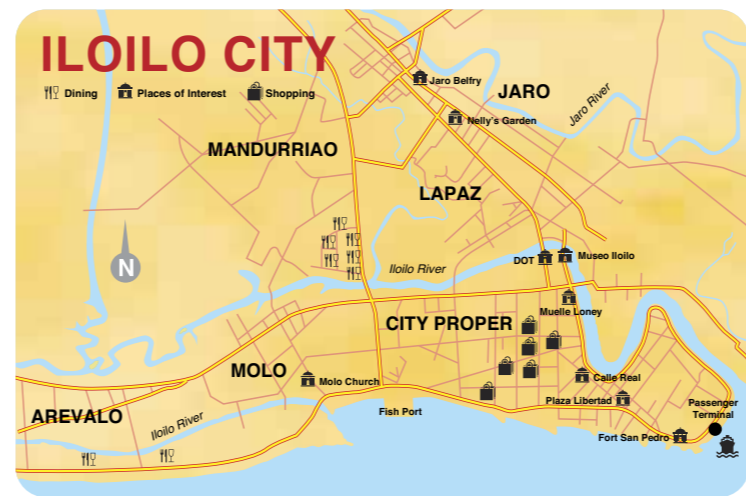 ILOILO CITY
Dining
Places of Interest
Shopping
Jaro Belfry
JARO
Jaro River
Nelly's Garden
MANDURRIAO
LAPAZ
N
Iloilo River
DOT
Museo Iloilo
Muelle Loney
CITY PROPER
MOLO
Molo Church
Calle Real
Plaza Libertad
Passenger
Terminal
AREVALO
Iloilo River
Fish Port
Fort San Pedro